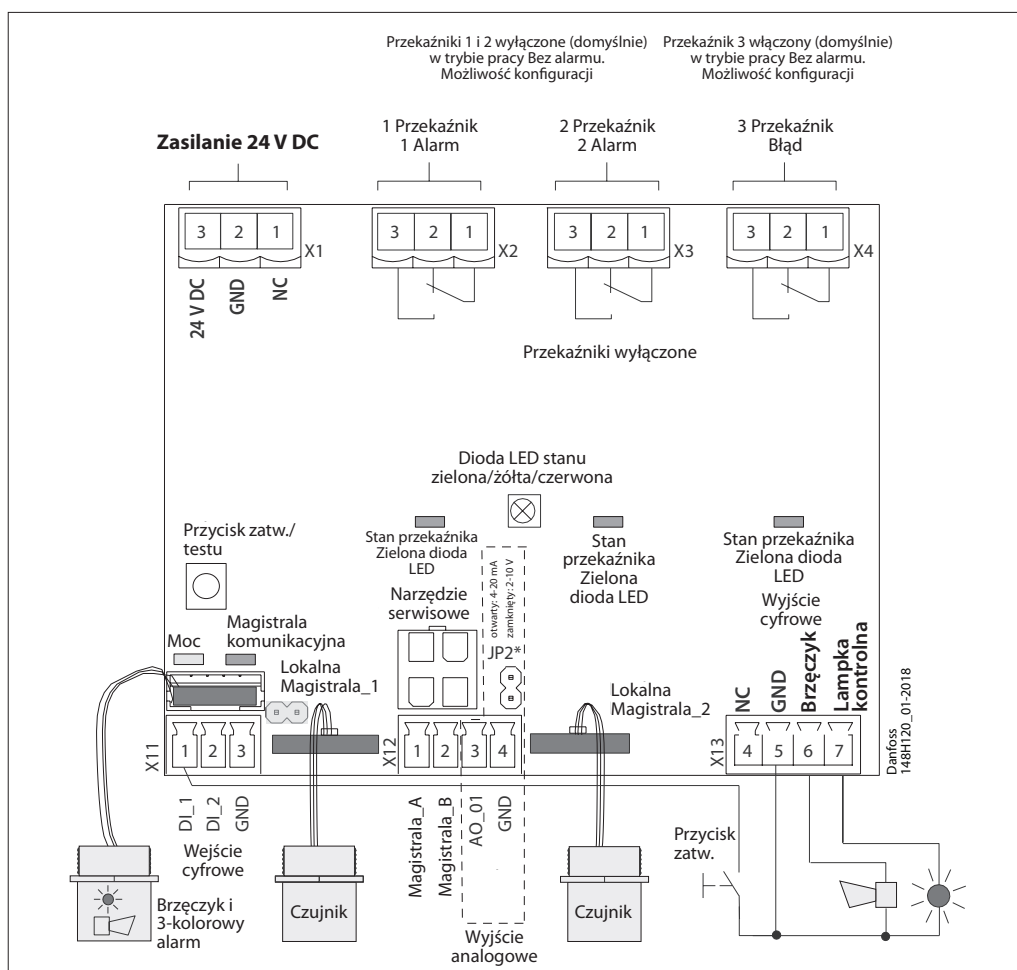 Przekaźniki 1 i 2 wyłączone (domyślnie)
w trybie pracy Bez alarmu.
Możliwość konfiguracji
Przekaźnik 3 włączony (domyślnie)
w trybie pracy Bez alarmu.
Możliwość konfiguracji
Zasilanie 24 V DC
1 Przekaźnik
1 Alarm
2 Przekaźnik
2 Alarm
3 Przekaźnik
Błąd
3 2 1 X1
3 2 1 X2
3 2 1 X3
3 2 1 X4
24 V DC
GND
NC
Przekaźniki wyłączone
Dioda LED stanu
zielona/żółta/czerwona
Przycisk zatw./
testu
Stan przekaźnika
Zielona dioda
LED
Stan
przekaźnika
Zielona
dioda LED
Stan przekaźnika
Zielona dioda
LED
Narzędzie
serwisowe
otwarty: 4-20 mA
zamknięty: 2-10 V
JP2*
Wyjście
cyfrowe
Moc
Magistrala
komunikacyjna
Lokalna
Magistrala_1
Lokalna
Magistrala_2
NC
GND
Brzęczyk
Lampka
kontrolna
Danfoss
148H120_01-2018
X11 1 2 3
X12 1 2 3 4
X13 4 5 6 7
DI_1
DI_2
GND
Wejście
cyfrowe
Magistrala_A
Magistrala_B
AO_01
GND
Wyjście
analogowe
Przycisk
zatw.
Brzęczyk i
3-kolorowy
alarm
Czujnik
Czujnik